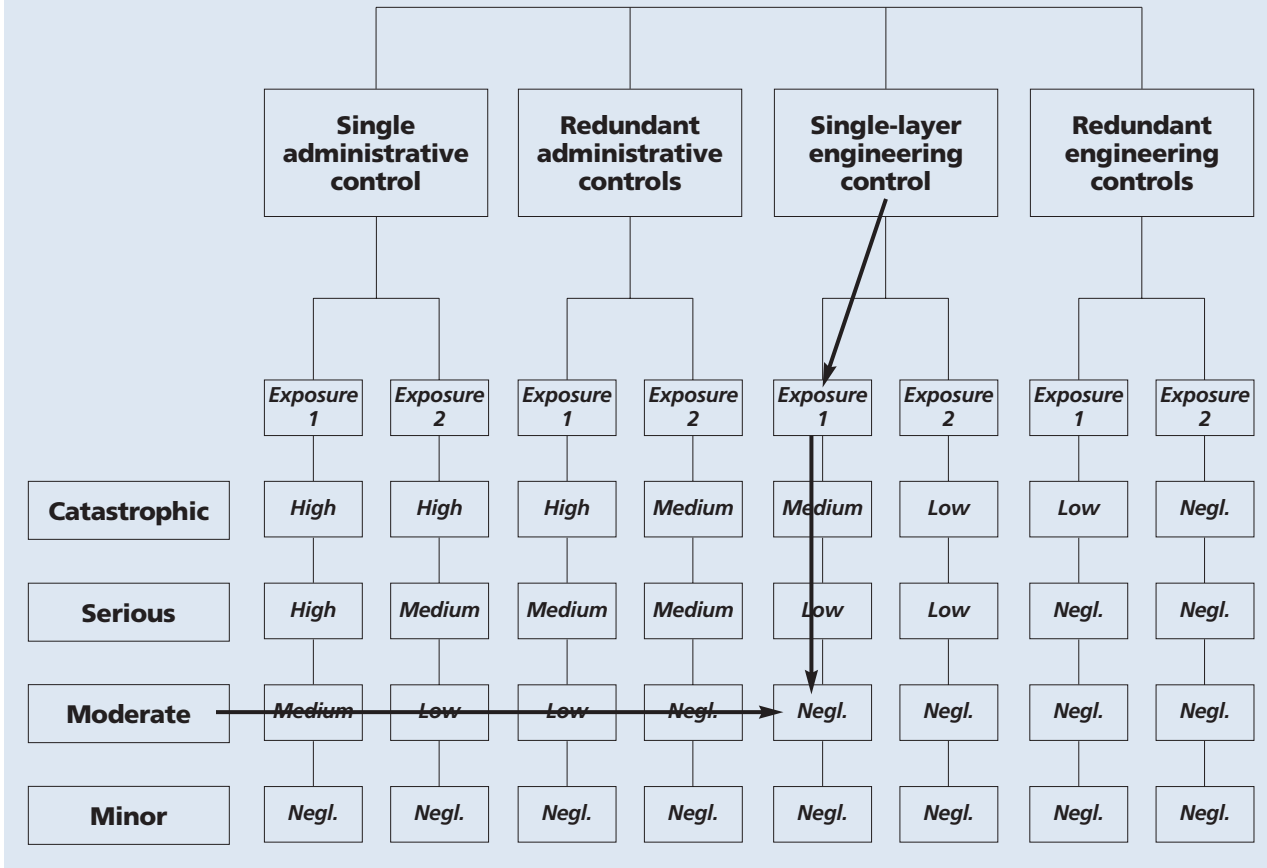 Single
administrative
control
Redundant
administrative
controls
Single-layer
engineering
control
Redundant
engineering
controls
Exposure
1
Exposure
2
Exposure
1
Exposure
2
Exposure
1
Exposure
2
Exposure
1
Exposure
2
Catastrophic
High
High
High
Medium
Medium
Low
Low
Negl.
Serious
High
Medium
Medium
Medium
Low
Low
Negl.
Negl.
Moderate
Medium
Low
Low
Negl.
Negl.
Negl.
Negl.
Negl.
Minor
Negl.
Negl.
Negl.
Negl.
Negl.
Negl.
Negl.
Negl.